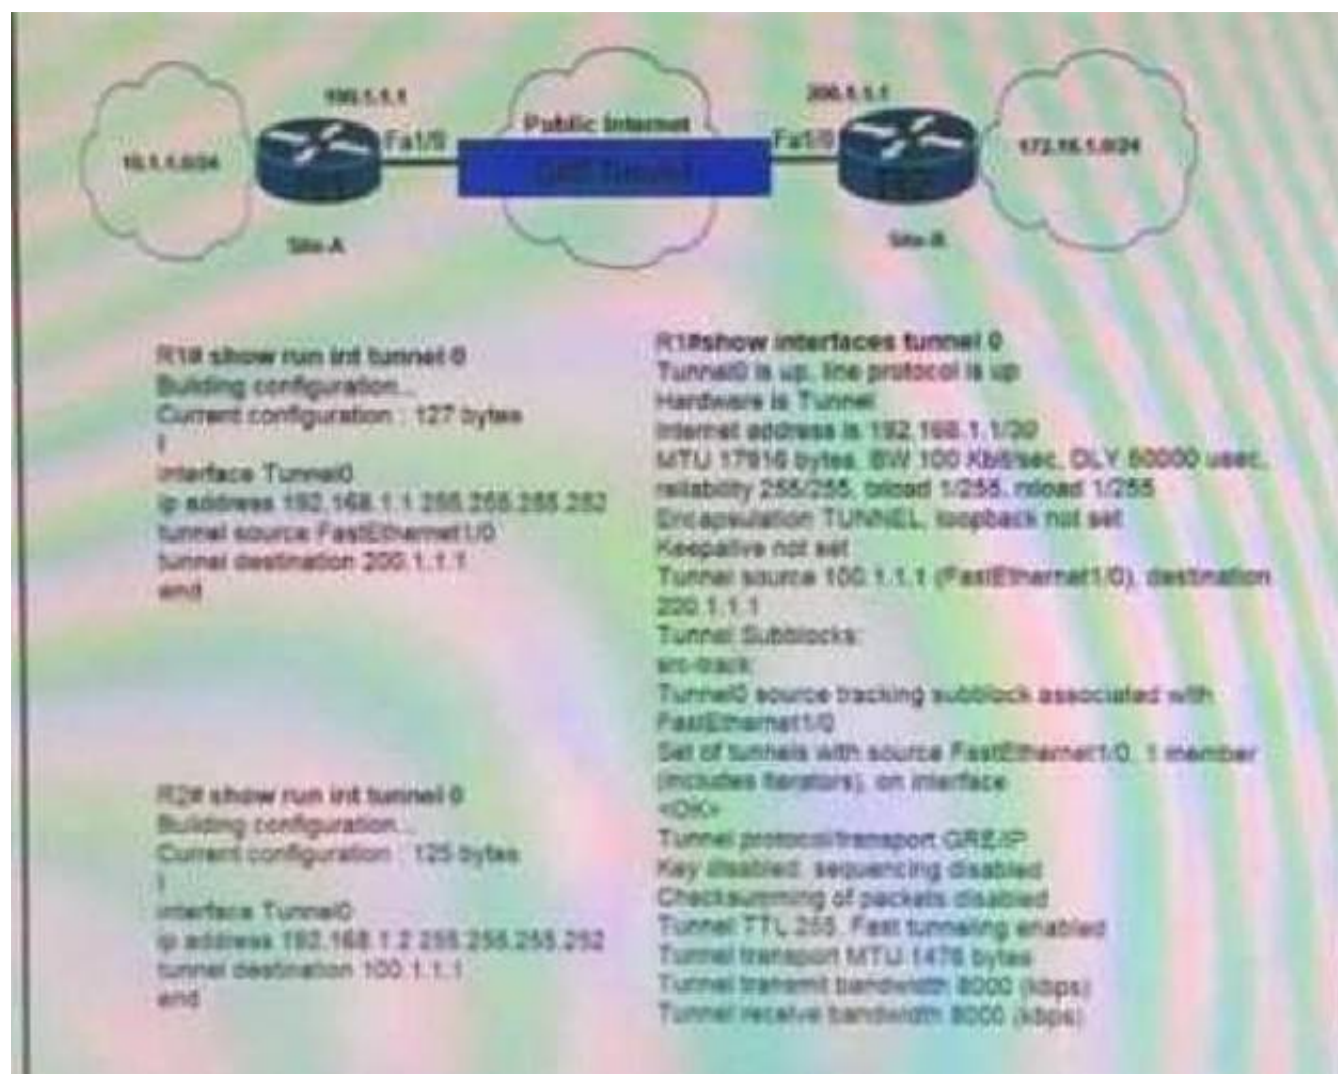 100.1.1.1
200.1.1.1
Public Internet
Fa1/0
Fa1/0
10.1.1.0/24
172.16.1.0/24
GRE Tunnel
Site-A
Site-B
R1# show run int tunnel 0
Building configuration...
Current configuration : 127 bytes
!
interface Tunnel0
ip address 192.168.1.1 255.255.255.252
tunnel source FastEthernet1/0
tunnel destination 200.1.1.1
end
R2# show run int tunnel 0
Building configuration...
Current configuration : 125 bytes
!
interface Tunnel0
ip address 192.168.1.2 255.255.255.252
tunnel destination 100.1.1.1
end
R1#show interfaces tunnel 0
Tunnel0 is up, line protocol is up
Hardware is Tunnel
Internet address is 192.168.1.1/30
MTU 17916 bytes, BW 100 Kbit/sec, DLY 50000 usec,
reliability 255/255, txload 1/255, rxload 1/255
Encapsulation TUNNEL, loopback not set
Keepalive not set
Tunnel source 100.1.1.1 (FastEthernet1/0), destination
200.1.1.1
Tunnel Subblocks:
src-track:
Tunnel0 source tracking subblock associated with
FastEthernet1/0
Set of tunnels with source FastEthernet1/0, 1 member
(includes iterators), on interface
<OK>
Tunnel protocol/transport GRE/IP
Key disabled, sequencing disabled
Checksumming of packets disabled
Tunnel TTL 255, Fast tunneling enabled
Tunnel transport MTU 1476 bytes
Tunnel transmit bandwidth 8000 (kbps)
Tunnel receive bandwidth 8000 (kbps)